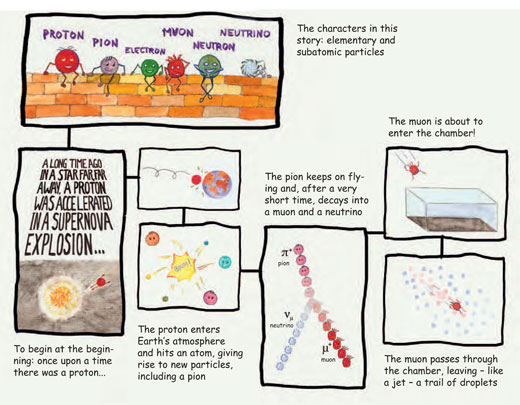 PROTON
PION
ELECTRON
MUON
NEUTRON
NEUTRINO
The characters in this
story: elementary and
subatomic particles
A LONG TIME AGO
IN A STAR FAR FAR
AWAY, A PROTON
WAS ACCELERATED
IN A SUPERNOVA
EXPLOSION...
To begin at the begin-
ning: once upon a time
there was a proton...
Boom!
The proton enters
Earth's atmosphere
and hits an atom, giving
rise to new particles,
including a pion
The pion keeps on fly-
ing and, after a very
short time, decays into
a muon and a neutrino
π+
pion
νμ
neutrino
μ+
muon
The muon is about to
enter the chamber!
The muon passes through
the chamber, leaving – like
a jet – a trail of droplets